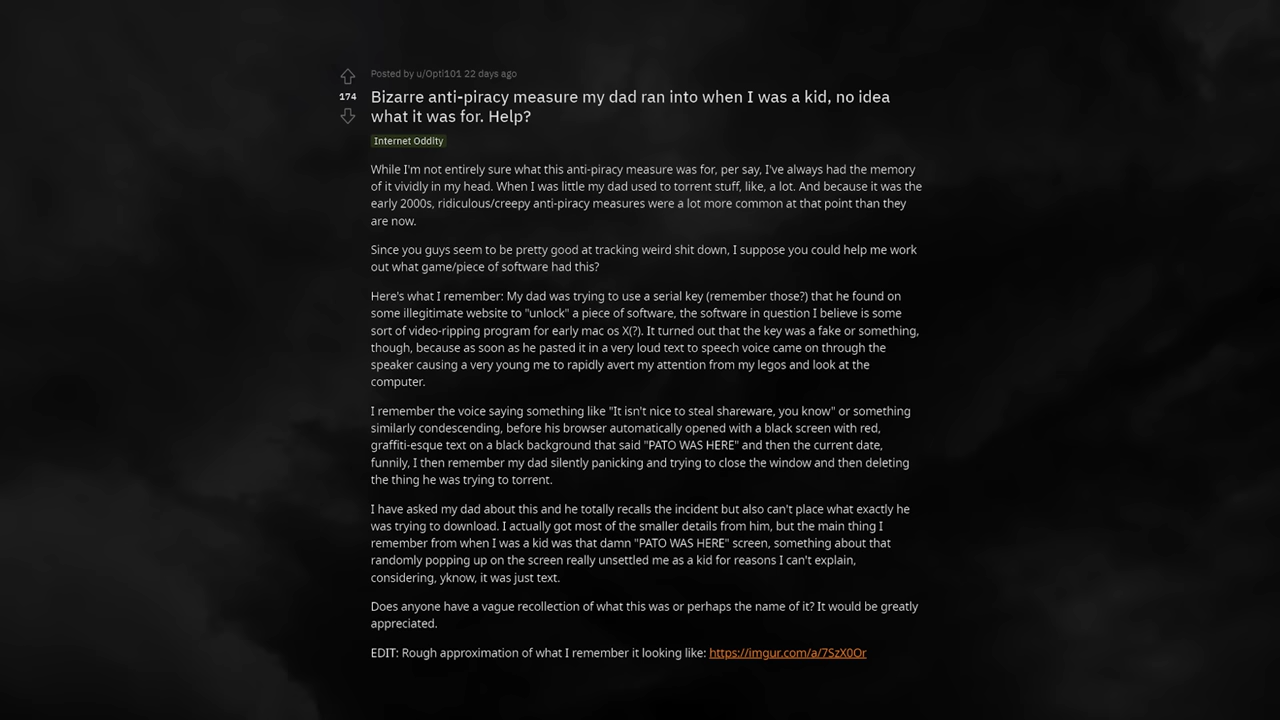 Posted by u/Opti101 22 days ago
174
Bizarre anti-piracy measure my dad ran into when I was a kid, no idea
what it was for. Help?
Internet Oddity
While I'm not entirely sure what this anti-piracy measure was for, per say, I've always had the memory
of it vividly in my head. When I was little my dad used to torrent stuff, like, a lot. And because it was the
early 2000s, ridiculous/creepy anti-piracy measures were a lot more common at that point than they
are now.
Since you guys seem to be pretty good at tracking weird shit down, I suppose you could help me work
out what game/piece of software had this?
Here's what I remember: My dad was trying to use a serial key (remember those?) that he found on
some illegitimate website to "unlock" a piece of software, the software in question I believe is some
sort of video-ripping program for early mac os X(?). It turned out that the key was a fake or something,
though, because as soon as he pasted it in a very loud text to speech voice came on through the
speaker causing a very young me to rapidly avert my attention from my legos and look at the
computer.
I remember the voice saying something like "It isn't nice to steal shareware, you know" or something
similarly condescending, before his browser automatically opened with a black screen with red,
graffiti-esque text on a black background that said "PATO WAS HERE" and then the current date,
funnily, I then remember my dad silently panicking and trying to close the window and then deleting
the thing he was trying to torrent.
I have asked my dad about this and he totally recalls the incident but also can't place what exactly he
was trying to download. I actually got most of the smaller details from him, but the main thing I
remember from when I was a kid was that damn "PATO WAS HERE" screen, something about that
randomly popping up on the screen really unsettled me as a kid for reasons I can't explain,
considering, yknow, it was just text.
Does anyone have a vague recollection of what this was or perhaps the name of it? It would be greatly
appreciated.
EDIT: Rough approximation of what I remember it looking like: https://imgur.com/a/7SzX0Or